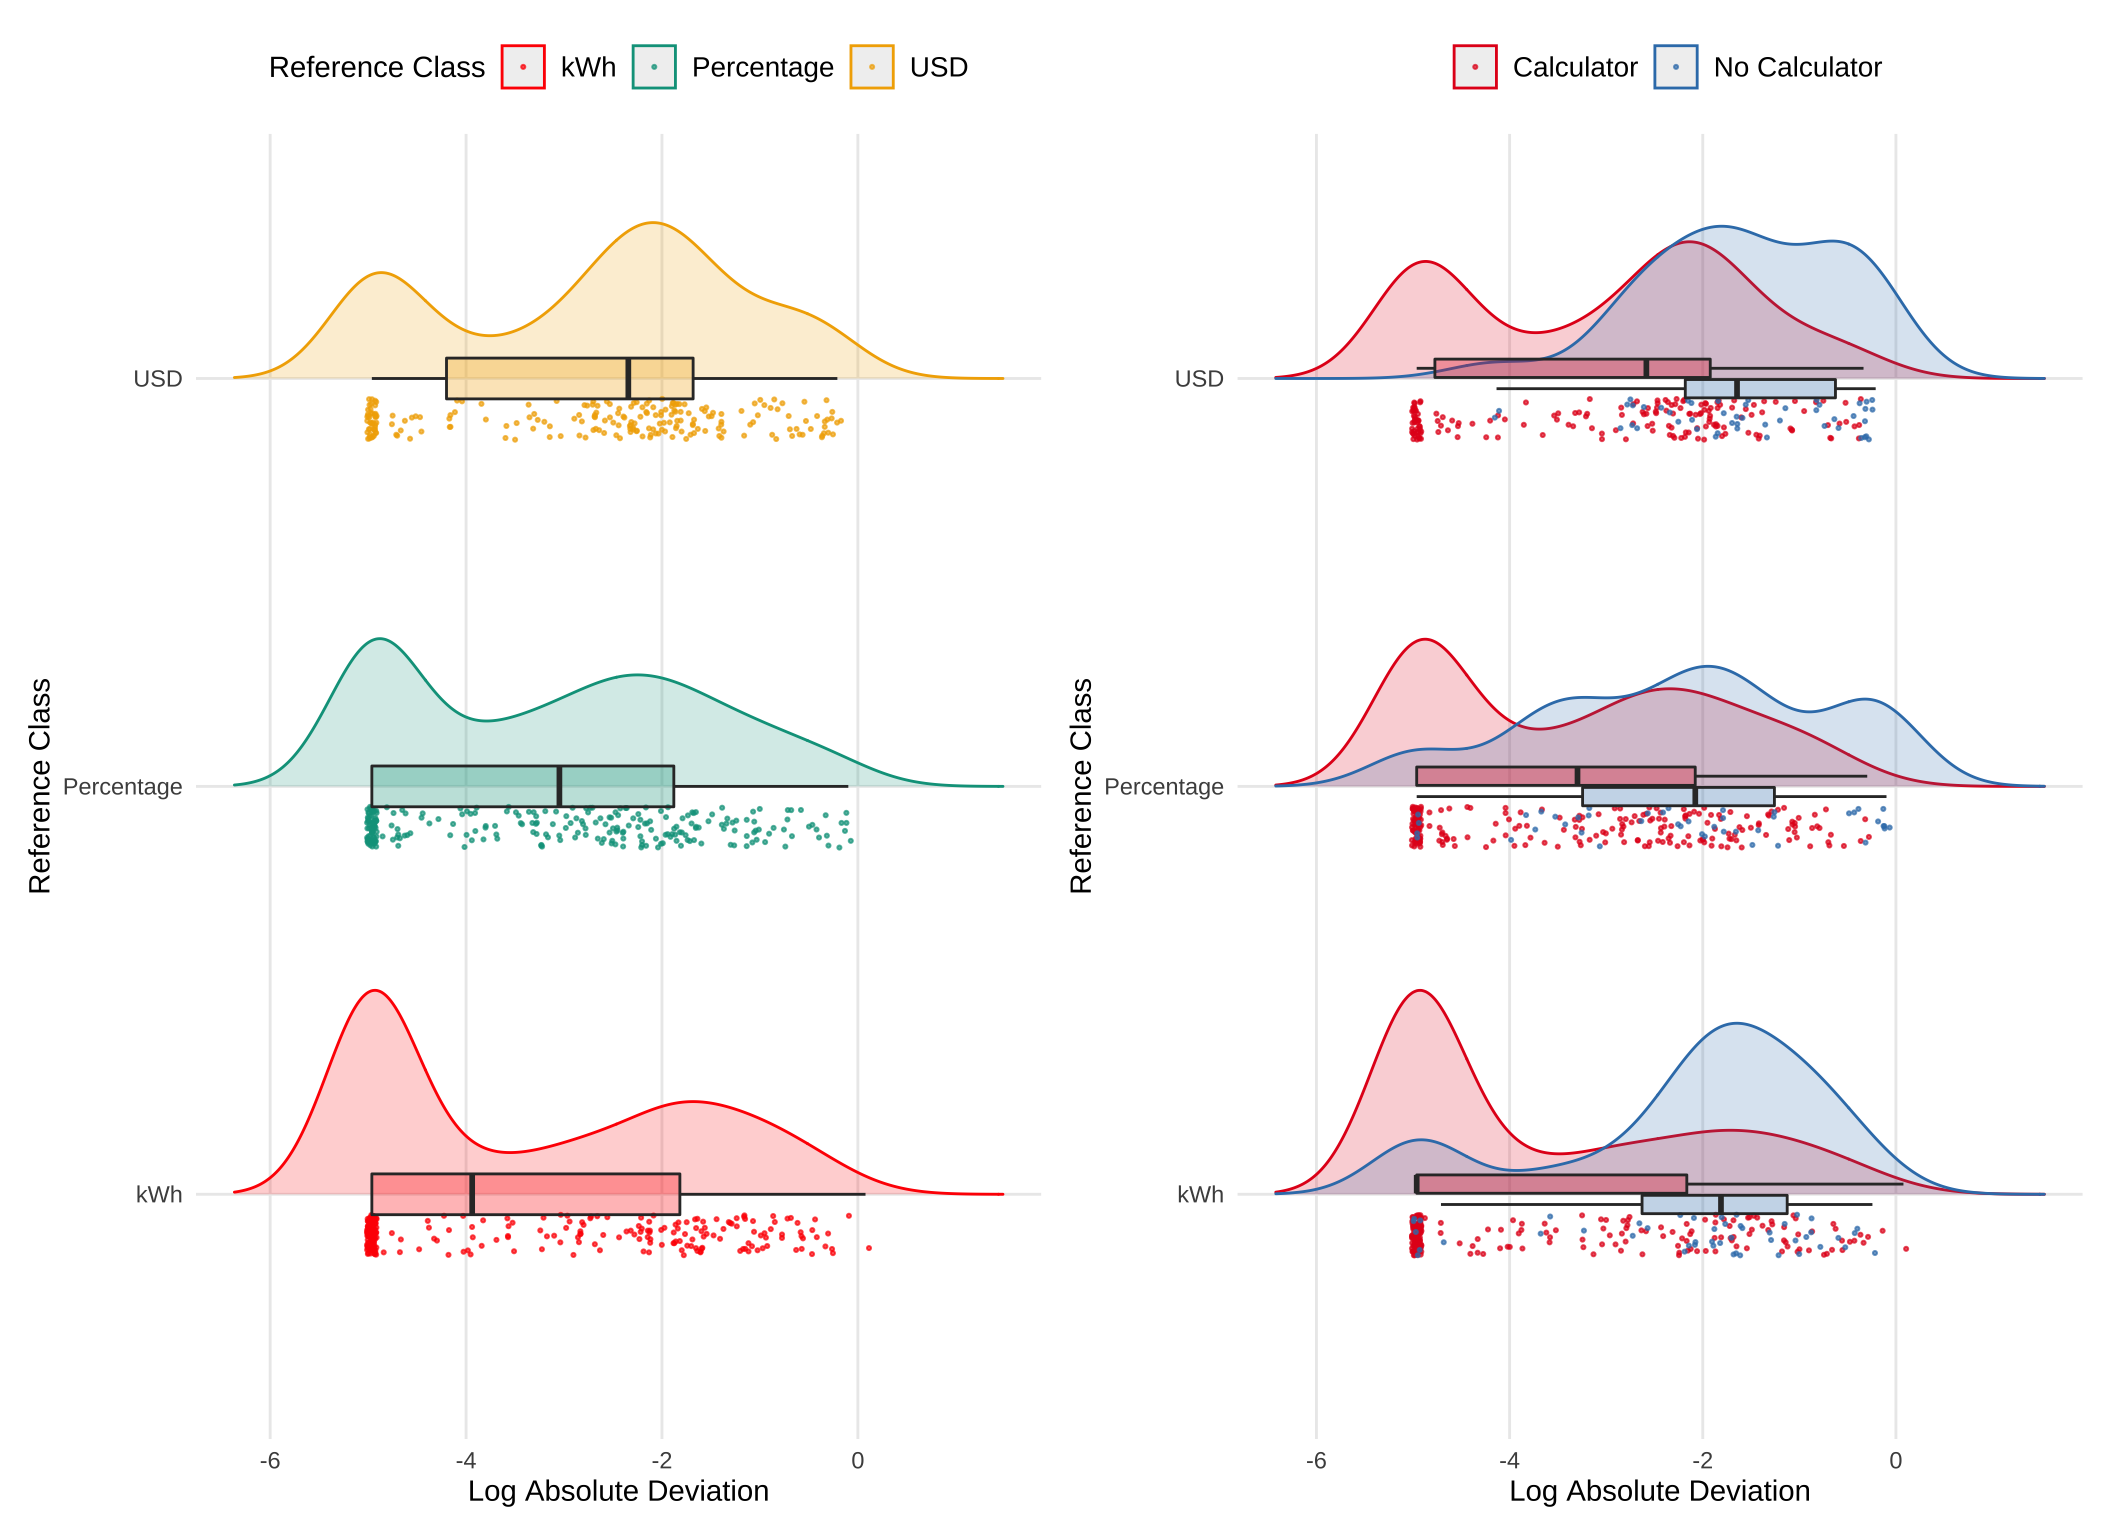 Reference Class kWh Percentage USD
USD
Percentage
kWh
Reference Class
-6 -4 -2 0
Log Absolute Deviation
Calculator No Calculator
USD
Percentage
kWh
Reference Class
-6 -4 -2 0
Log Absolute Deviation